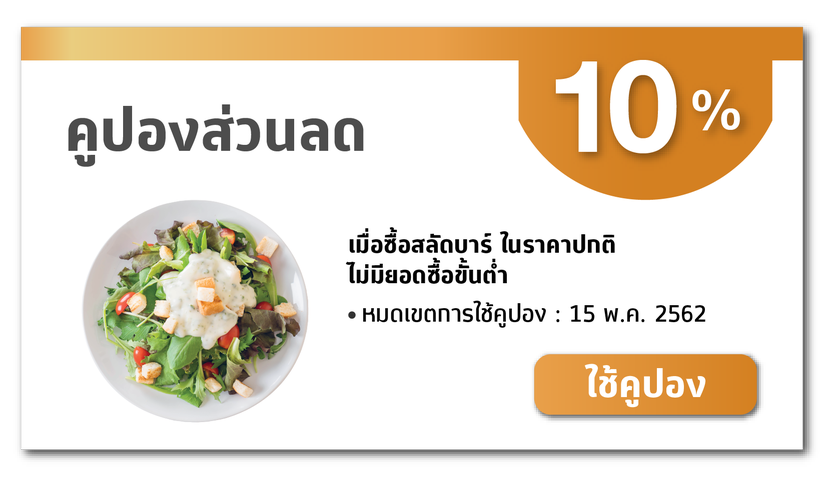 คูปองส่วนลด
10%
เมื่อซื้อสลัดบาร์ ในราคาปกติ
ไม่มียอดซื้อขั้นต่ำ
• หมดเขตการใช้คูปอง : 15 พ.ค. 2562
ใช้คูปอง